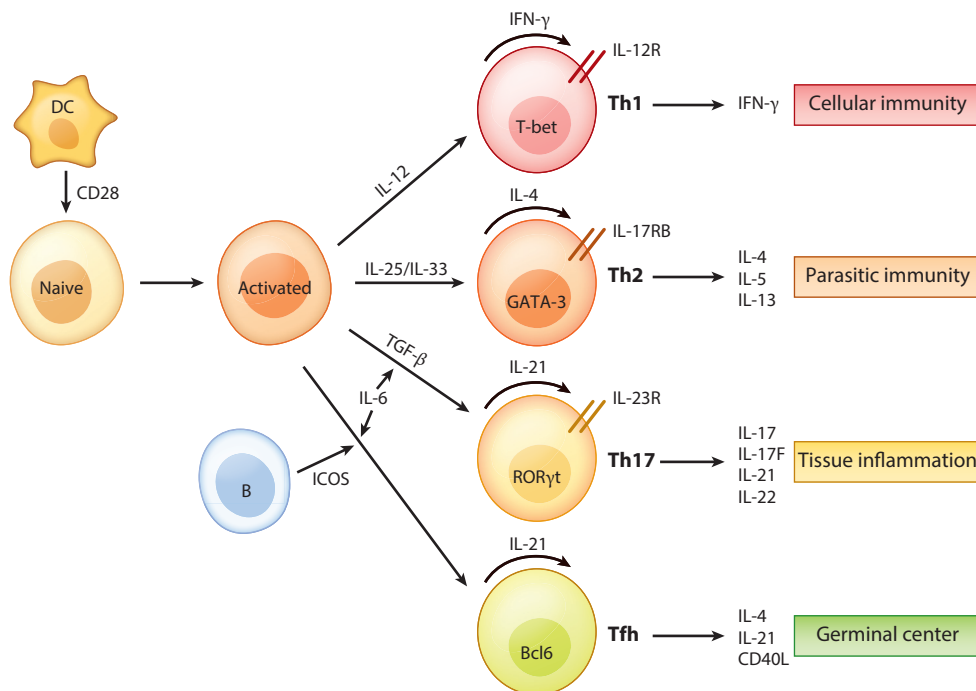 IFN-γ
IL-12R
DC
T-bet
Th1
IFN-γ
Cellular immunity
CD28
IL-12
IL-4
IL-17RB
Naive
Activated
IL-25/IL-33
GATA-3
Th2
IL-4
IL-5
IL-13
Parasitic immunity
TGF-β
IL-6
IL-21
IL-23R
B
ICOS
RORγt
Th17
IL-17
IL-17F
IL-21
IL-22
Tissue inflammation
IL-21
Bcl6
Tfh
IL-4
IL-21
CD40L
Germinal center